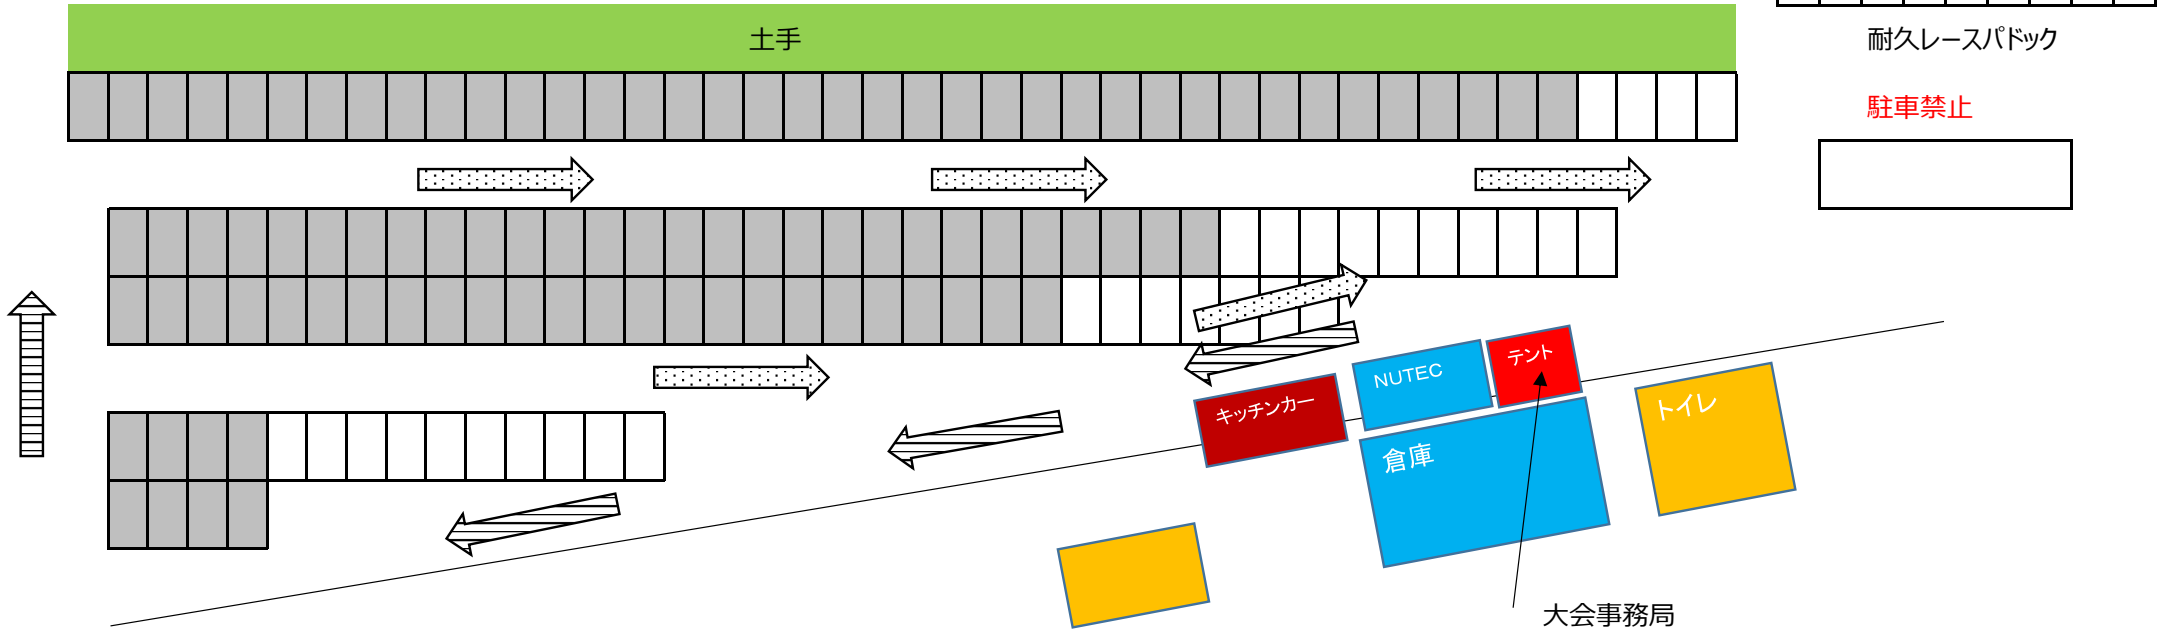 土手
耐久レースパドック
駐車禁止
テント
NUTEC
キッチンカー
トイレ
倉庫
大会事務局